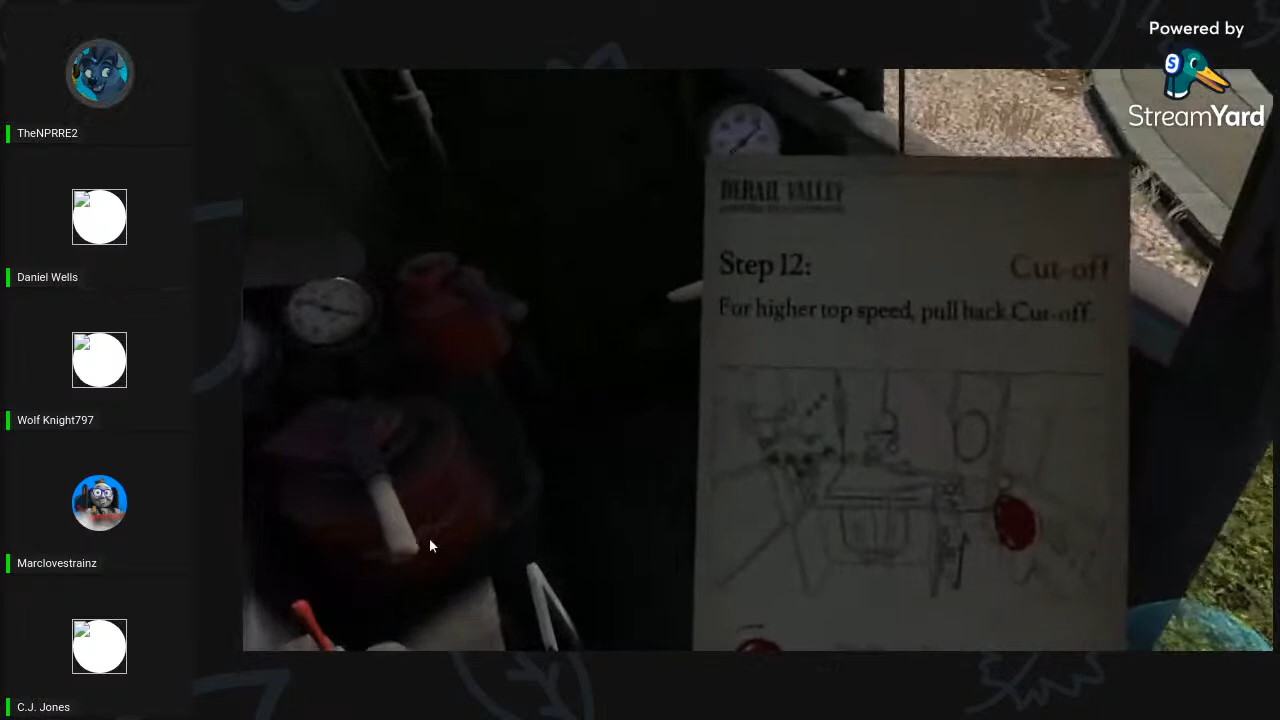 Powered by
StreamYard
TheNPRRE2
Daniel Wells
Wolf Knight797
Marclovestrainz
C.J. Jones
DERAIL VALLEY
Step 12:
Cut-off
For higher top speed, pull back Cut-off.